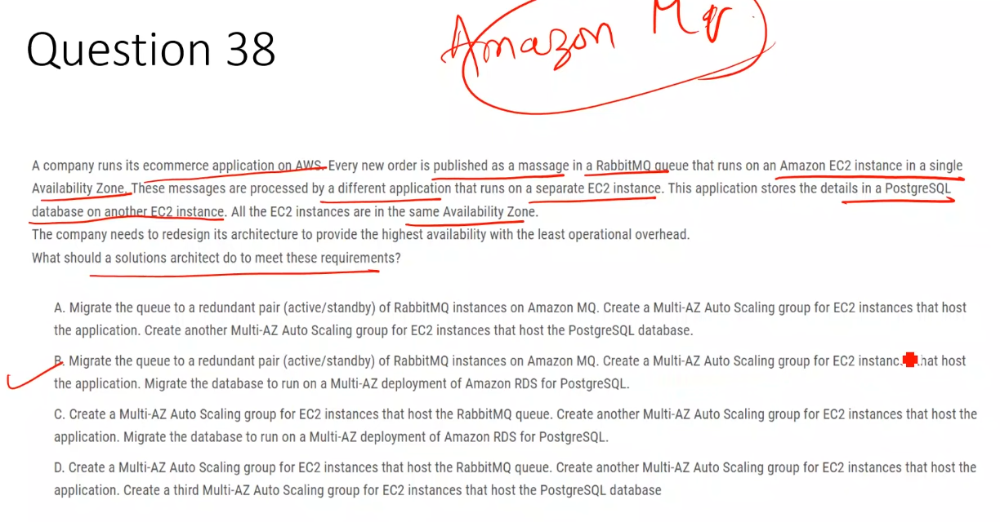 Question 38
Amazon Mq
A company runs its ecommerce application on AWS. Every new order is published as a massage in a RabbitMQ queue that runs on an Amazon EC2 instance in a single
Availability Zone. These messages are processed by a different application that runs on a separate EC2 instance. This application stores the details in a PostgreSQL
database on another EC2 instance. All the EC2 instances are in the same Availability Zone.
The company needs to redesign its architecture to provide the highest availability with the least operational overhead.
What should a solutions architect do to meet these requirements?
A. Migrate the queue to a redundant pair (active/standby) of RabbitMQ instances on Amazon MQ. Create a Multi-AZ Auto Scaling group for EC2 instances that host
the application. Create another Multi-AZ Auto Scaling group for EC2 instances that host the PostgreSQL database.
B. Migrate the queue to a redundant pair (active/standby) of RabbitMQ instances on Amazon MQ. Create a Multi-AZ Auto Scaling group for EC2 instanc hat host
the application. Migrate the database to run on a Multi-AZ deployment of Amazon RDS for PostgreSQL.
C. Create a Multi-AZ Auto Scaling group for EC2 instances that host the RabbitMQ queue. Create another Multi-AZ Auto Scaling group for EC2 instances that host the
application. Migrate the database to run on a Multi-AZ deployment of Amazon RDS for PostgreSQL.
D. Create a Multi-AZ Auto Scaling group for EC2 instances that host the RabbitMQ queue. Create another Multi-AZ Auto Scaling group for EC2 instances that host the
application. Create a third Multi-AZ Auto Scaling group for EC2 instances that host the PostgreSQL database